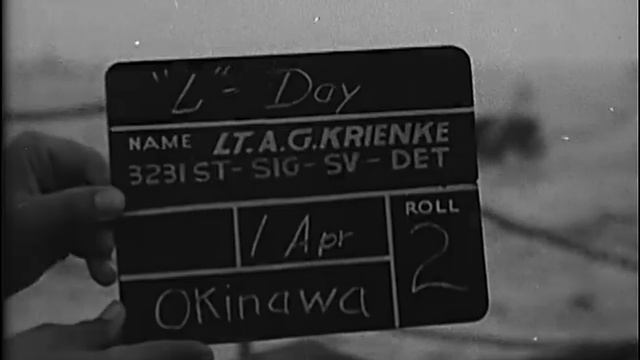 "L" - Day
NAME LT. A.G. KRIENKE
3231 ST - SIG - SV - DET
1 Apr
ROLL
2
Okinawa